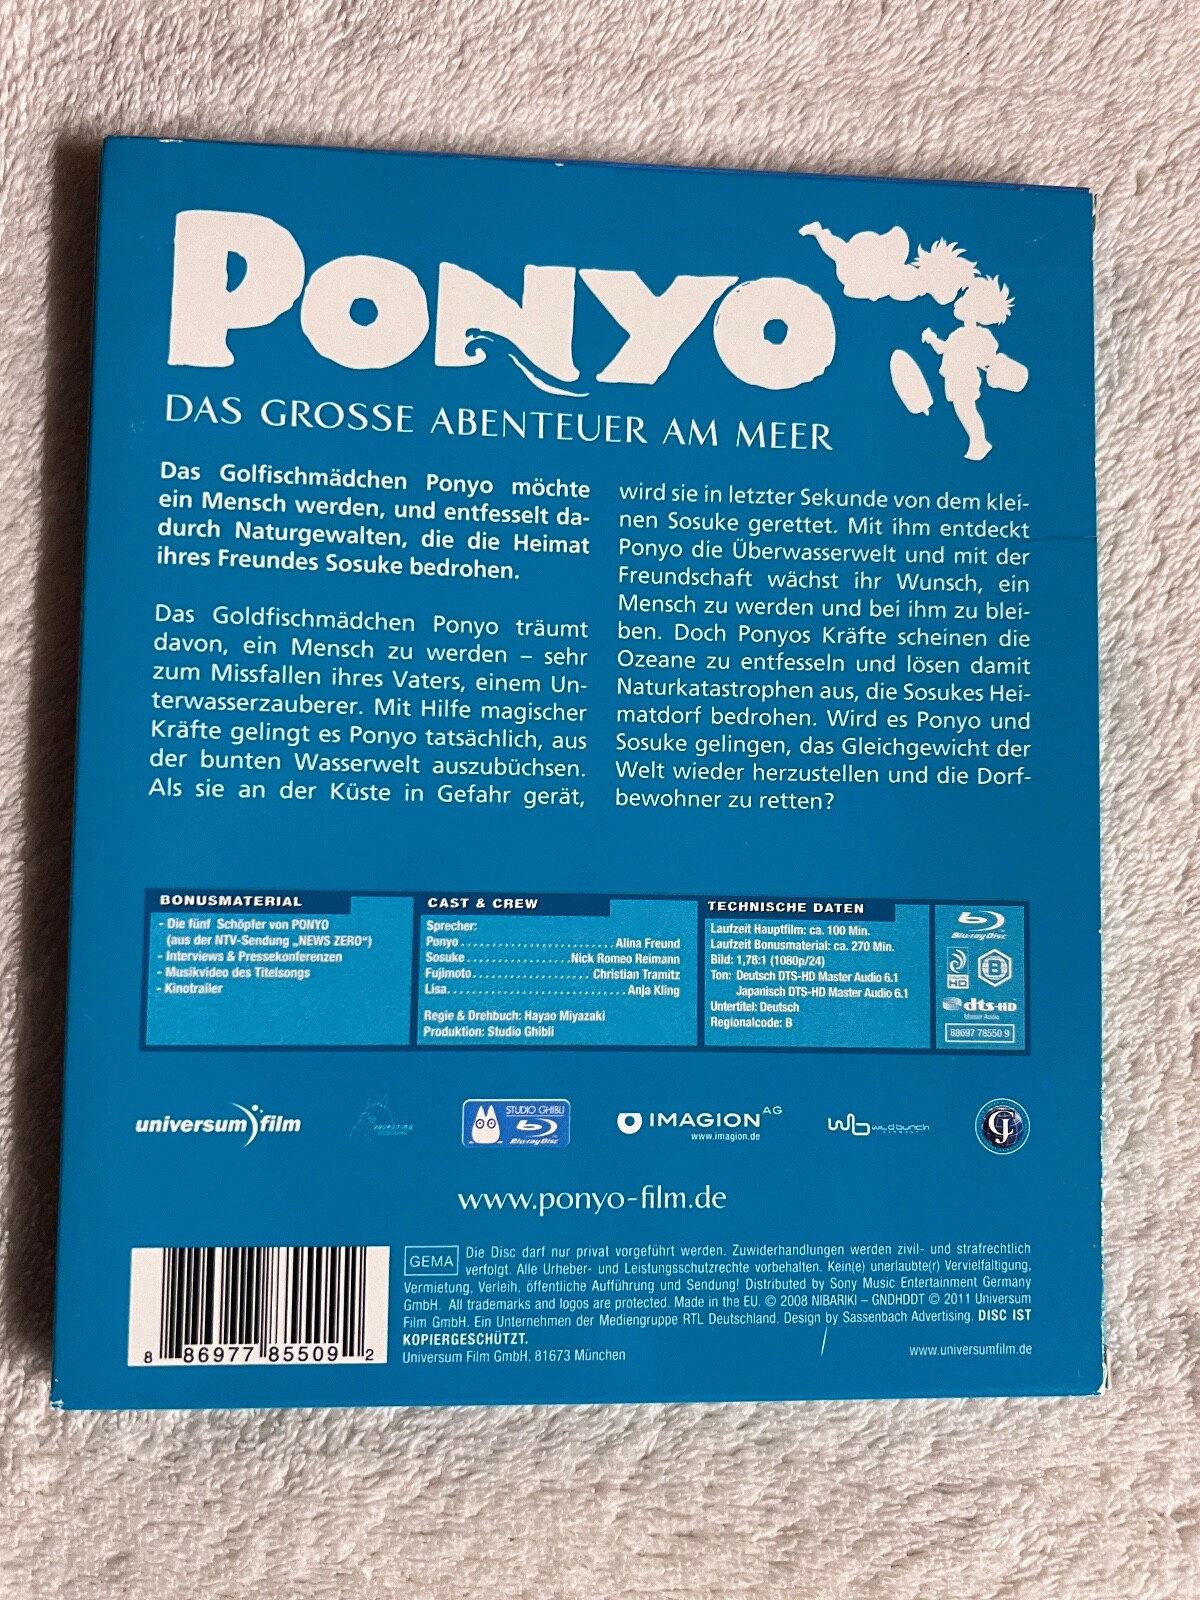 PONYO
DAS GROSSE ABENTEUER AM MEER
Das Golfischmädchen Ponyo möchte
ein Mensch werden, und entfesselt da-
durch Naturgewalten, die die Heimat
ihres Freundes Sosuke bedrohen.
Das Goldfischmädchen Ponyo träumt
davon, ein Mensch zu werden – sehr
zum Missfallen ihres Vaters, einem Un-
terwasserzauberer. Mit Hilfe magischer
Kräfte gelingt es Ponyo tatsächlich, aus
der bunten Wasserwelt auszubüchsen.
Als sie an der Küste in Gefahr gerät,
wird sie in letzter Sekunde von dem klei-
nen Sosuke gerettet. Mit ihm entdeckt
Ponyo die Überwasserwelt und mit der
Freundschaft wächst ihr Wunsch, ein
Mensch zu werden und bei ihm zu blei-
ben. Doch Ponyos Kräfte scheinen die
Ozeane zu entfesseln und lösen damit
Naturkatastrophen aus, die Sosukes Hei-
matdorf bedrohen. Wird es Ponyo und
Sosuke gelingen, das Gleichgewicht der
Welt wieder herzustellen und die Dorf-
bewohner zu retten?
BONUSMATERIAL
- Die fünf Schöpfer von PONYO
(aus der NTV-Sendung „NEWS ZERO“)
- Interviews & Pressekonferenzen
- Musikvideo des Titelsongs
- Kinotrailer
CAST & CREW
Sprecher:
Ponyo........................Alina Freund
Sosuke................Nick Romeo Reimann
Fujimoto..................Christian Tramitz
Lisa............................Anja Kling
Regie & Drehbuch: Hayao Miyazaki
Produktion: Studio Ghibli
TECHNISCHE DATEN
Laufzeit Hauptfilm: ca. 100 Min.
Laufzeit Bonusmaterial: ca. 270 Min.
Bild: 1,78:1 (1080p/24)
Ton: Deutsch DTS-HD Master Audio 6.1
Japanisch DTS-HD Master Audio 6.1
Untertitel: Deutsch
Regionalcode: B
Blu-ray Disc
HD
B
dts-HD
Master Audio
88697 78550 9
universum film
STUDIO GHIBLI
Blu-ray Disc
IMAGION AG
www.imagion.de
wild bunch
www.ponyo-film.de
8 86977 85509 2
GEMA
Die Disc darf nur privat vorgeführt werden. Zuwiderhandlungen werden zivil- und strafrechtlich
verfolgt. Alle Urheber- und Leistungsschutzrechte vorbehalten. Kein(e) unerlaubte(r) Vervielfältigung,
Vermietung, Verleih, öffentliche Aufführung und Sendung! Distributed by Sony Music Entertainment Germany
GmbH. All trademarks and logos are protected. Made in the EU. © 2008 NIBARIKI – GNDHDDT © 2011 Universum
Film GmbH. Ein Unternehmen der Mediengruppe RTL Deutschland. Design by Sassenbach Advertising. DISC IST
KOPIERGESCHÜTZT.
Universum Film GmbH, 81673 München
www.universumfilm.de